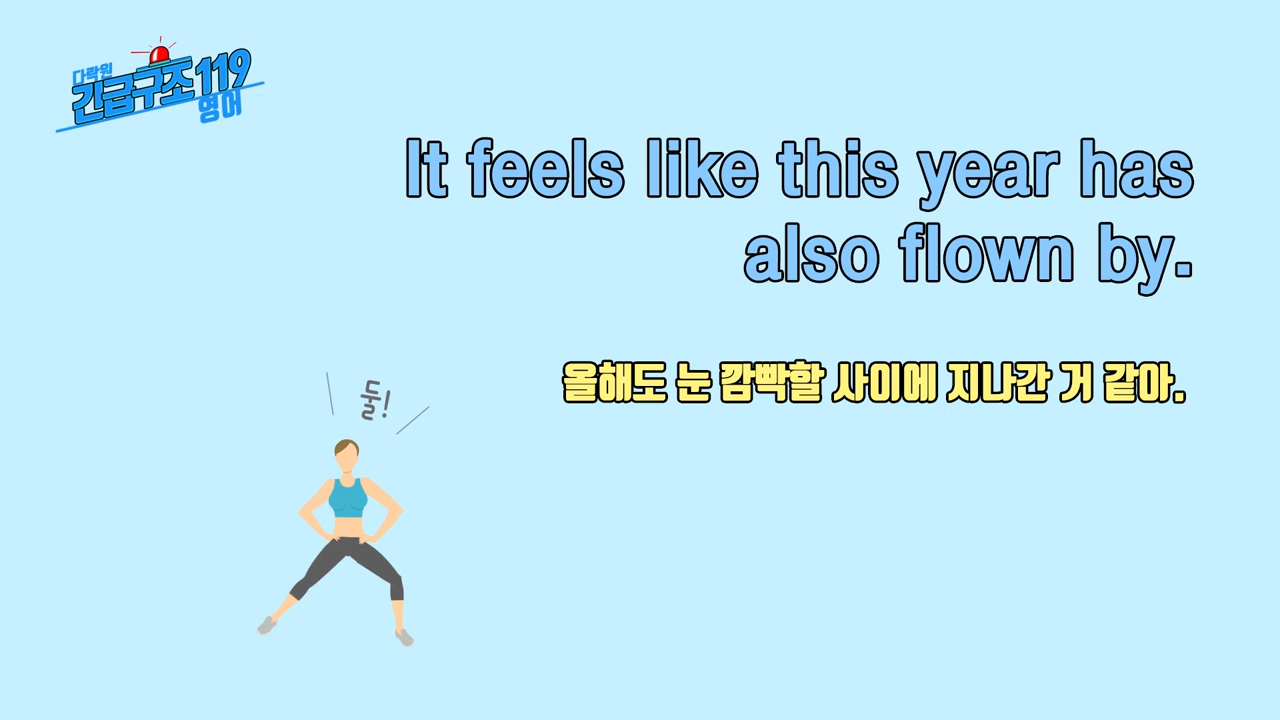 다락원
긴급구조119
영어
It feels like this year has
also flown by.
올해도 눈 깜빡할 사이에 지나간 거 같아.
둘!